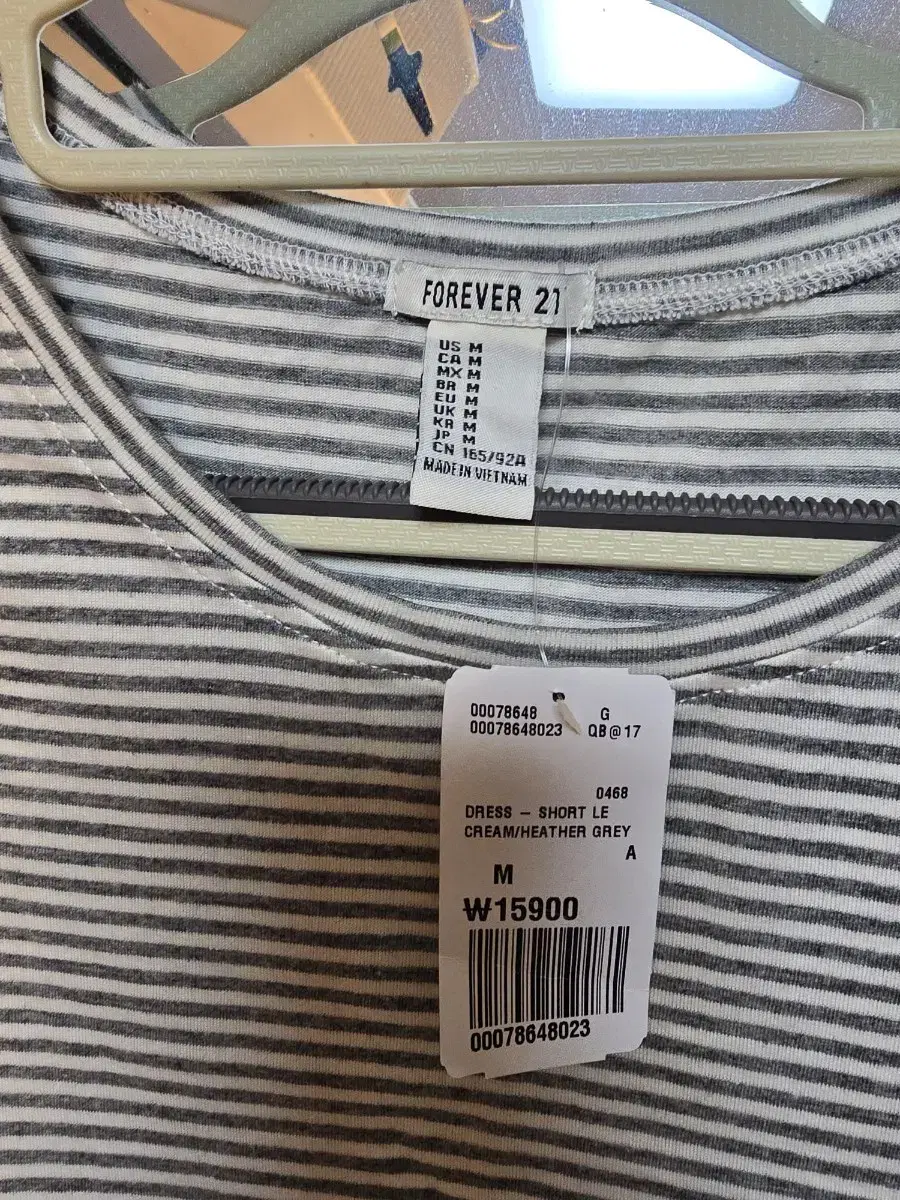 FOREVER 21
US M
CA M
MX M
BR M
EU M
UK M
KR M
JP M
CN 165/92A
MADE IN VIETNAM
00078648 G
00078648023 QB@17
0468
DRESS – SHORT LE
CREAM/HEATHER GREY
A
M
₩15900
00078648023